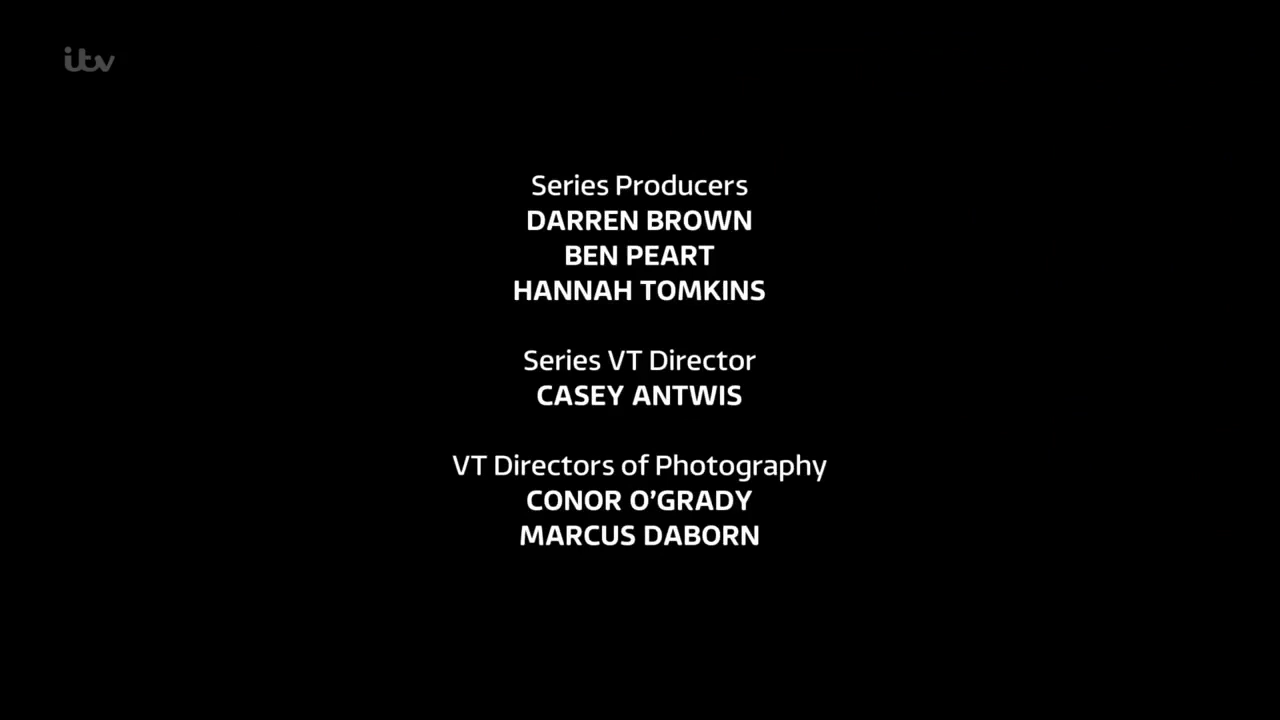 itv
Series Producers
DARREN BROWN
BEN PEART
HANNAH TOMKINS
Series VT Director
CASEY ANTWIS
VT Directors of Photography
CONOR O’GRADY
MARCUS DABORN